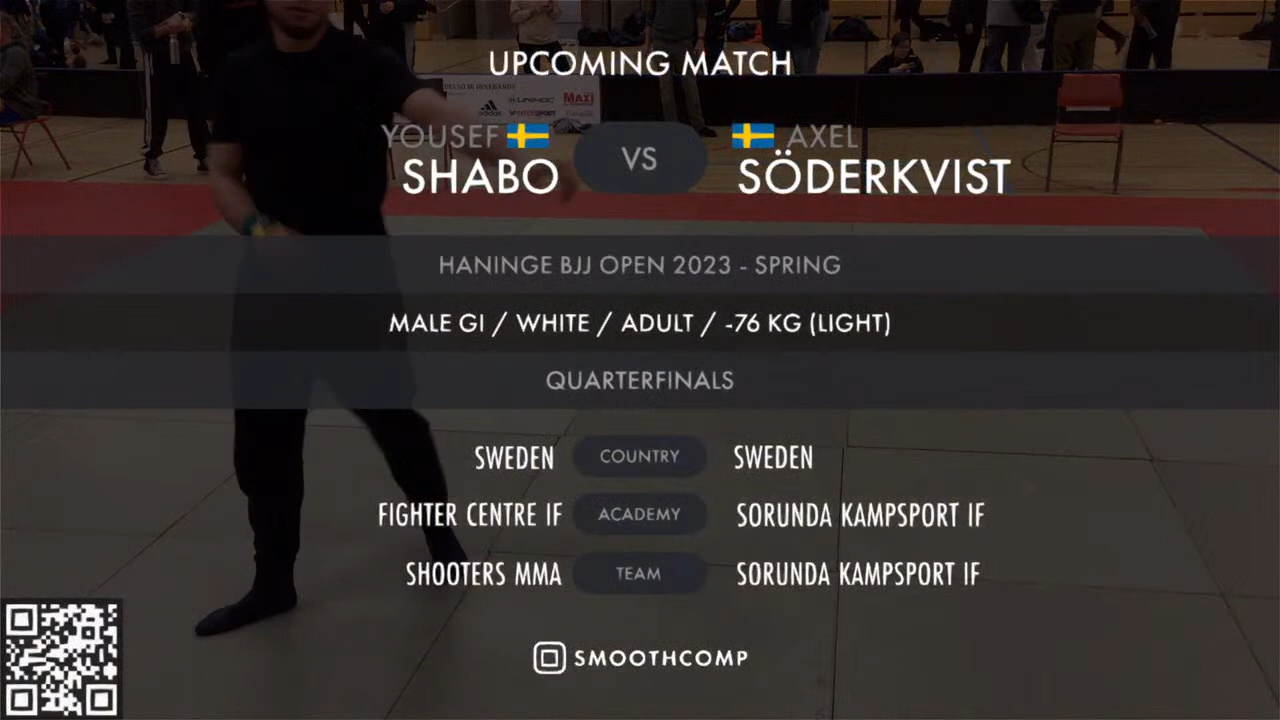 UPCOMING MATCH
adidas
UNIHOC
MAXI
INTERSPORT
YOUSEF
SHABO
VS
AXEL
SÖDERKVIST
HANINGE BJJ OPEN 2023 - SPRING
MALE GI / WHITE / ADULT / -76 KG (LIGHT)
QUARTERFINALS
SWEDEN COUNTRY SWEDEN
FIGHTER CENTRE IF ACADEMY SORUNDA KAMPSPORT IF
SHOOTERS MMA TEAM SORUNDA KAMPSPORT IF
SMOOTHCOMP